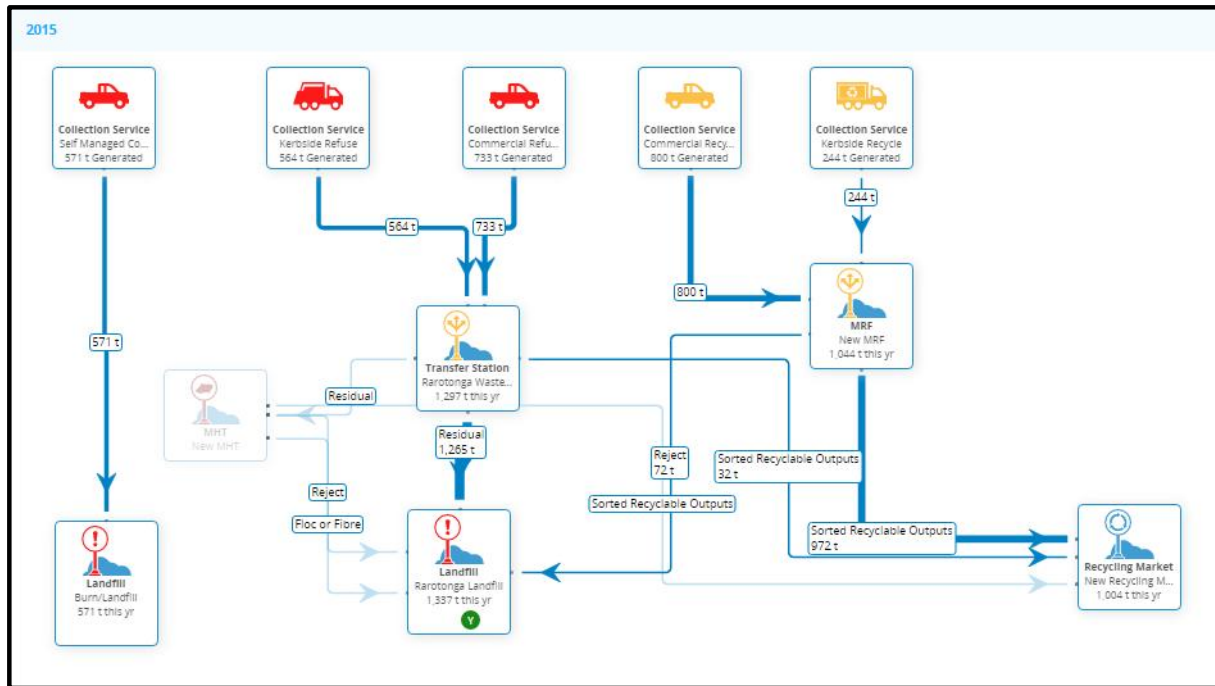 2015
Collection Service
Self Managed Co...
571 t Generated
Collection Service
Kerbside Refuse
564 t Generated
Collection Service
Commercial Refu...
733 t Generated
Collection Service
Commercial Recy...
800 t Generated
Collection Service
Kerbside Recycle
244 t Generated
244 t
564 t
733 t
800 t
571 t
MRF
New MRF
1,044 t this yr
Transfer Station
Rarotonga Waste...
1,297 t this yr
Residual
MHT
New MHT
Residual
1,265 t
Reject
72 t
Sorted Recyclable Outputs
32 t
Reject
Sorted Recyclable Outputs
Floc or Fibre
Sorted Recyclable Outputs
972 t
Landfill
Burn/Landfill
571 t this yr
Landfill
Rarotonga Landfill
1,337 t this yr
Y
Recycling Market
New Recycling M...
1,004 t this yr